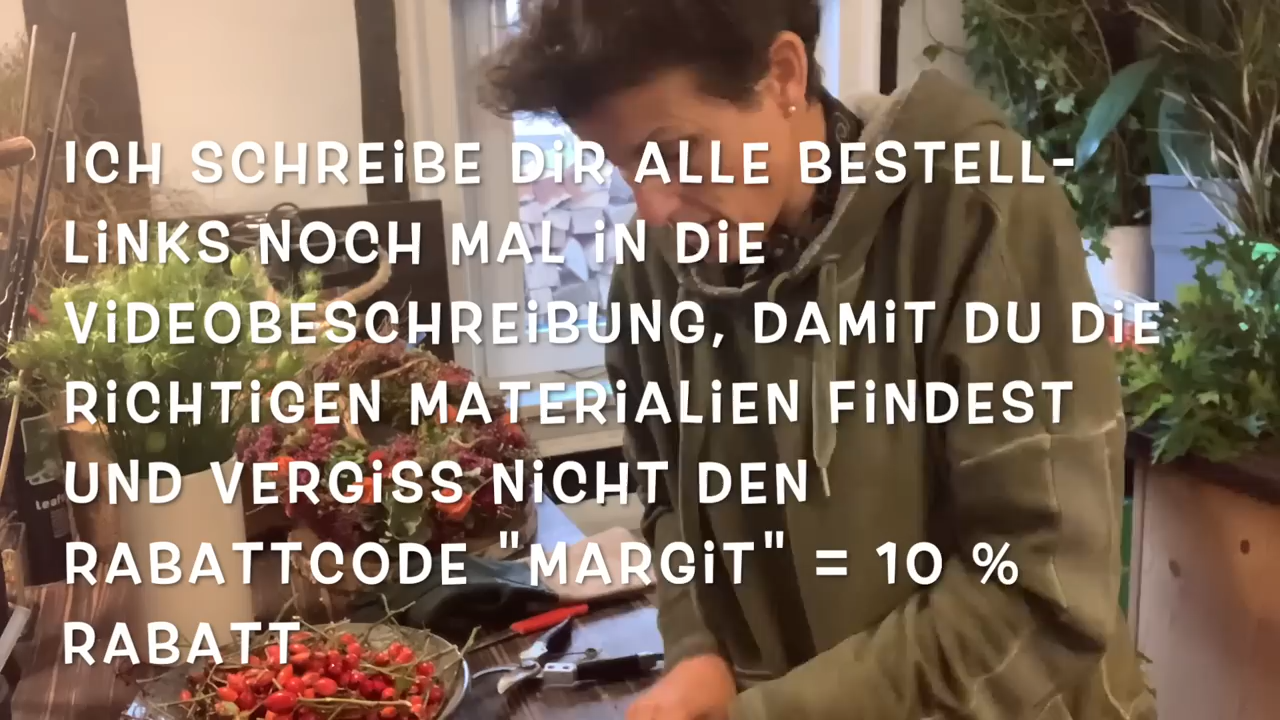 ICH SCHREiBE DiR ALLE BESTELL-
LiNKS NOCH MAL iN DiE
ViDEOBESCHREiBUNG, DAMiT DU DiE
RiCHTiGEN MATERiALiEN FiNDEST
UND VERGiSS NiCHT DEN
RABATTCODE "MARGiT" = 10 %
RABATT